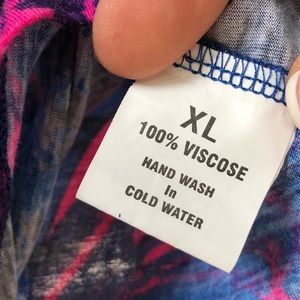 XL
100% VISCOSE
HAND WASH
In
COLD WATER